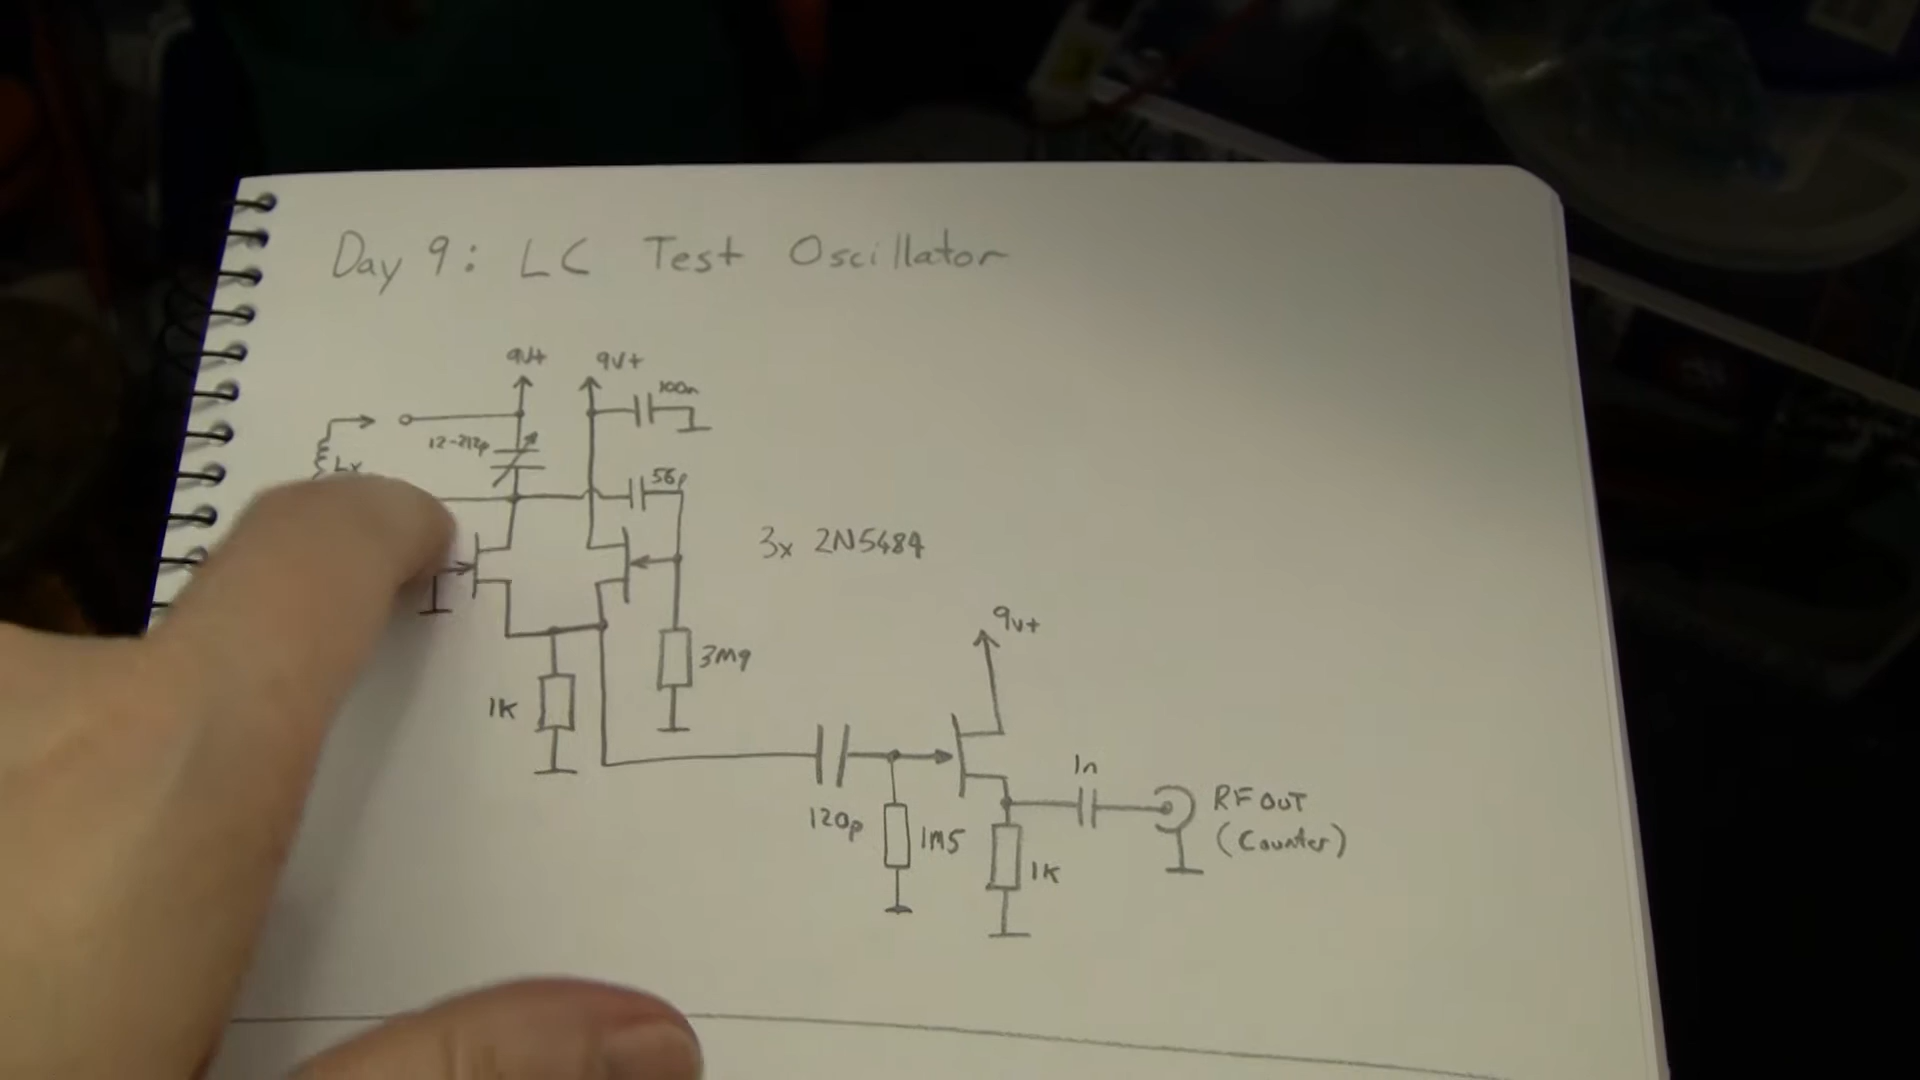 Day 9: LC Test Oscillator
9V+ 9V+
100n
12-212p
Lx
56p
3x 2N5484
9V+
3M9
1K
1n
RF OUT
120p 1M5
(Counter)
1K